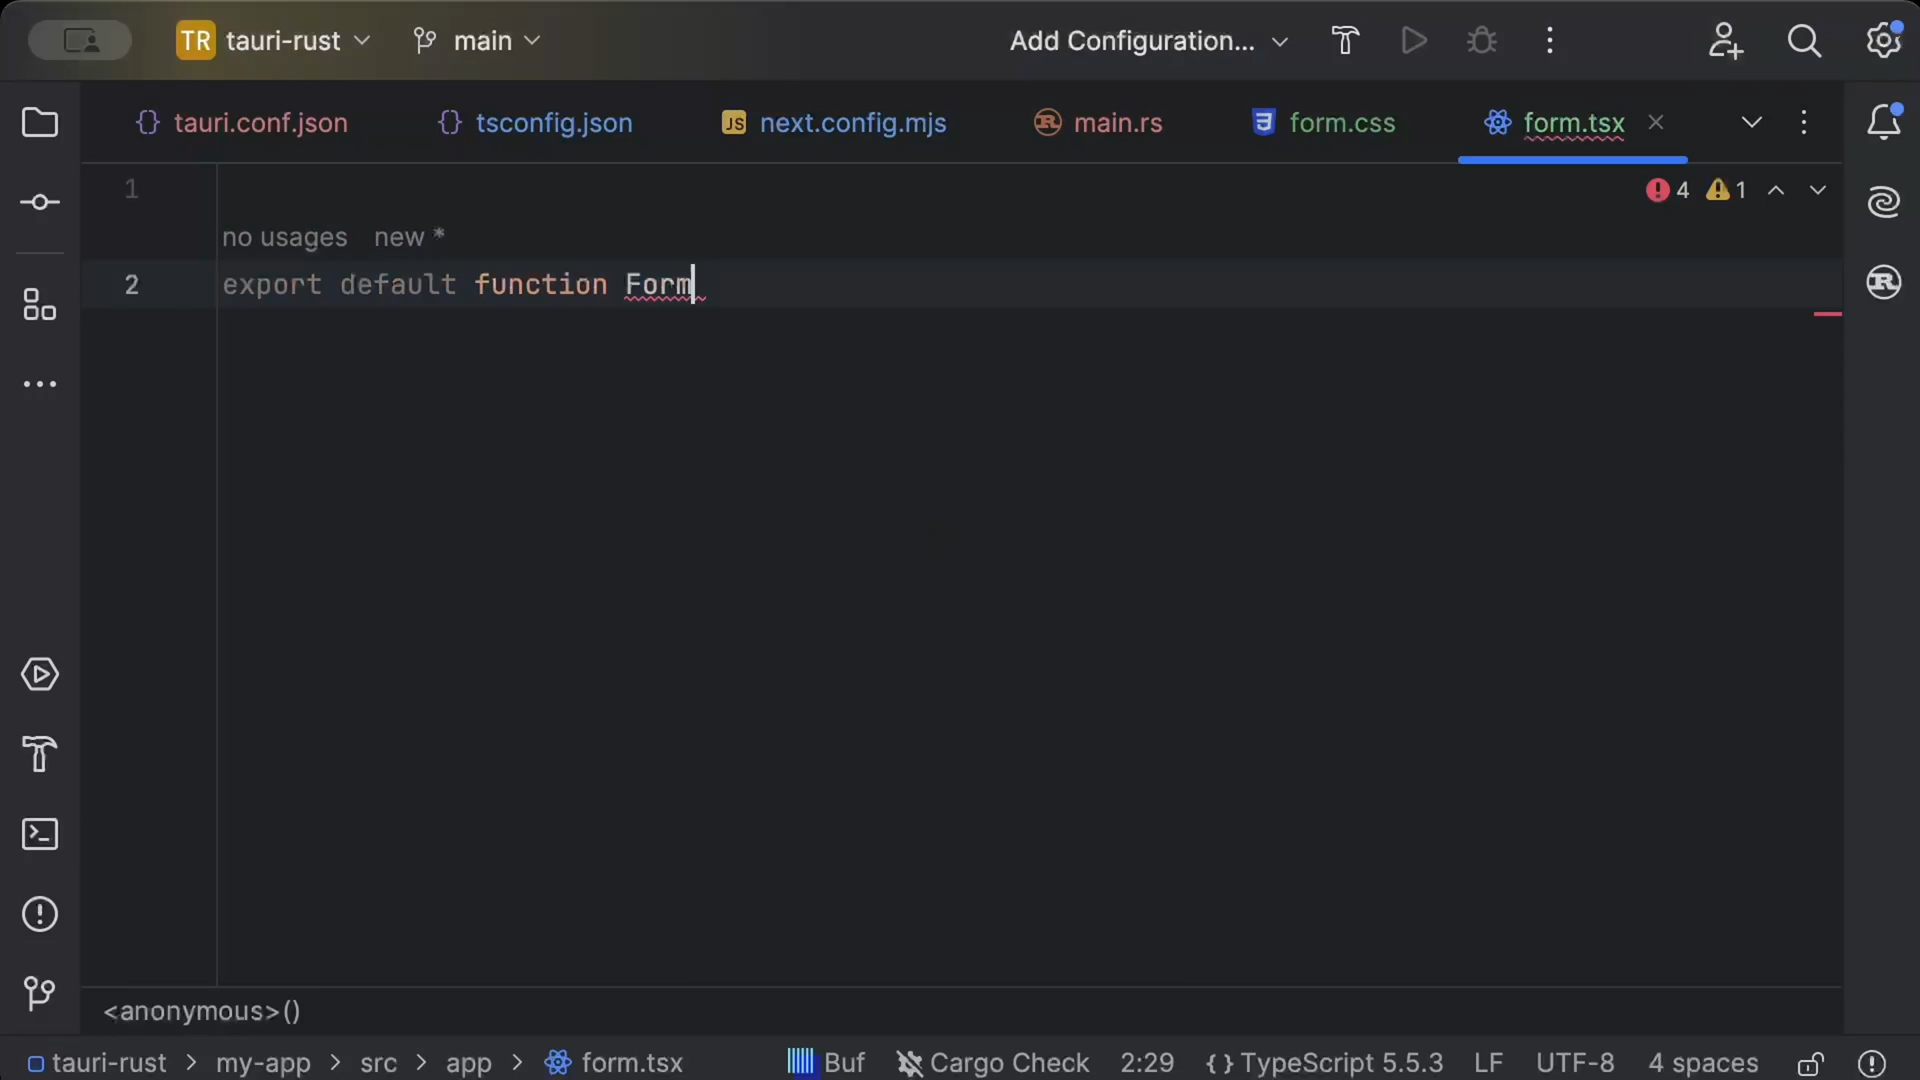 TR tauri-rust main Add Configuration...
tauri.conf.json tsconfig.json JS next.config.mjs main.rs form.css form.tsx
1 4 1
no usages new *
2 export default function Form
<anonymous>()
tauri-rust > my-app > src > app > form.tsx Buf Cargo Check 2:29 {} TypeScript 5.5.3 LF UTF-8 4 spaces